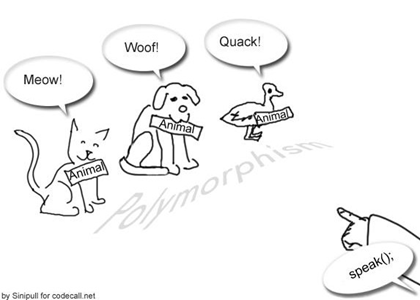 Meow!
Woof!
Quack!
Animal
Animal
Animal
Polymorphism
speak();
by Sinipull for codecall.net